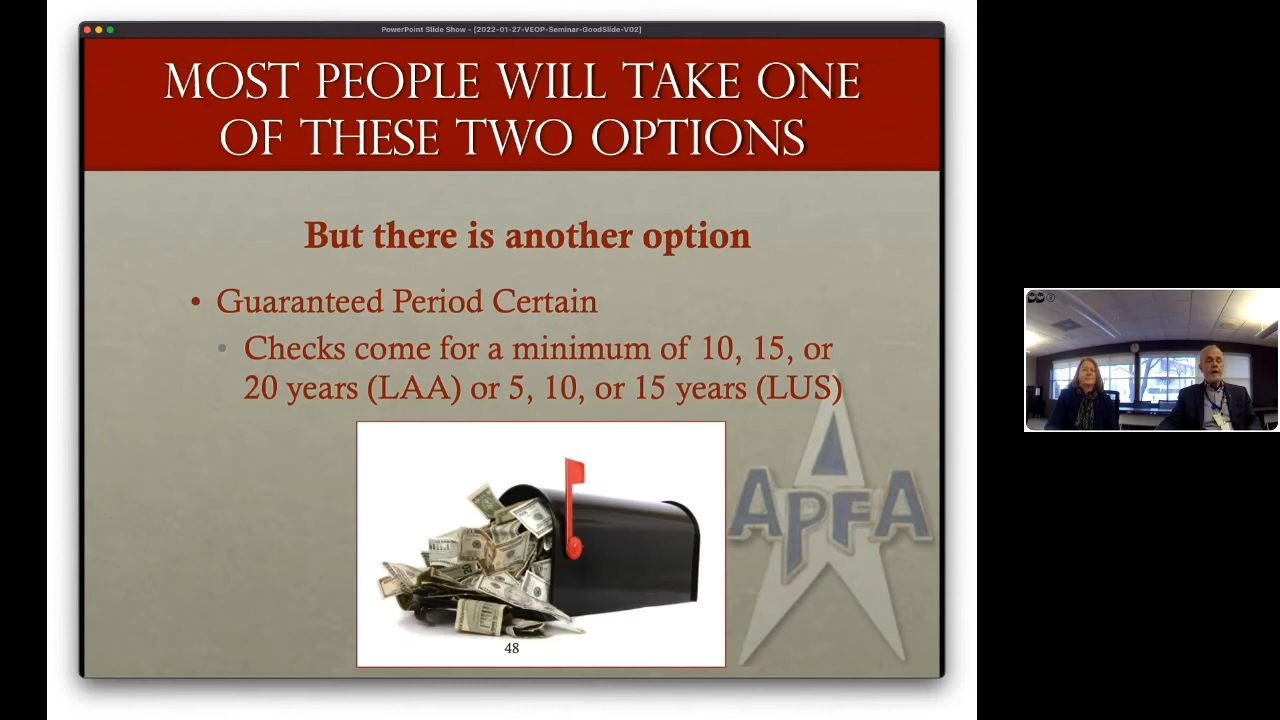 PowerPoint Slide Show - [2022-01-27-VEOP-Seminar-GoodSlide-V02]
MOST PEOPLE WILL TAKE ONE
OF THESE TWO OPTIONS
But there is another option
• Guaranteed Period Certain
• Checks come for a minimum of 10, 15, or
20 years (LAA) or 5, 10, or 15 years (LUS)
APFA
48